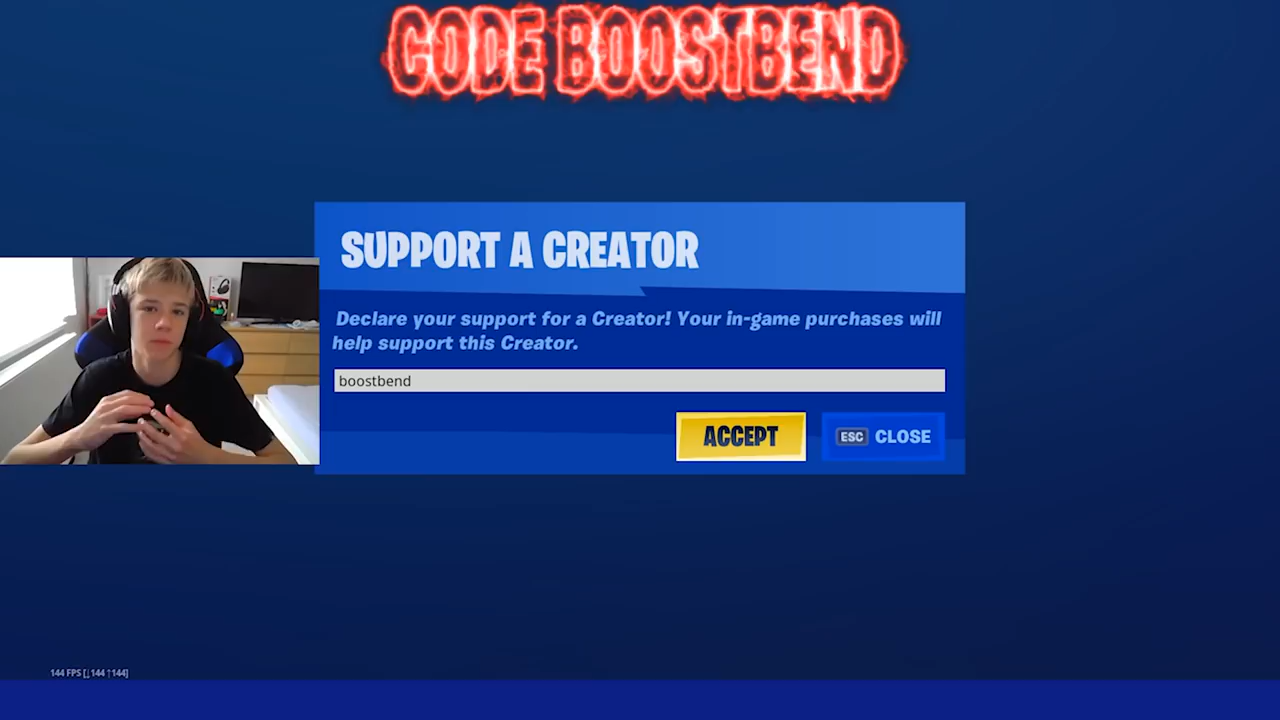 CODE BOOSTBEND
SUPPORT A CREATOR
Declare your support for a Creator! Your in-game purchases will
help support this Creator.
boostbend
ACCEPT
ESC CLOSE
144 FPS [↓144 ↑144]